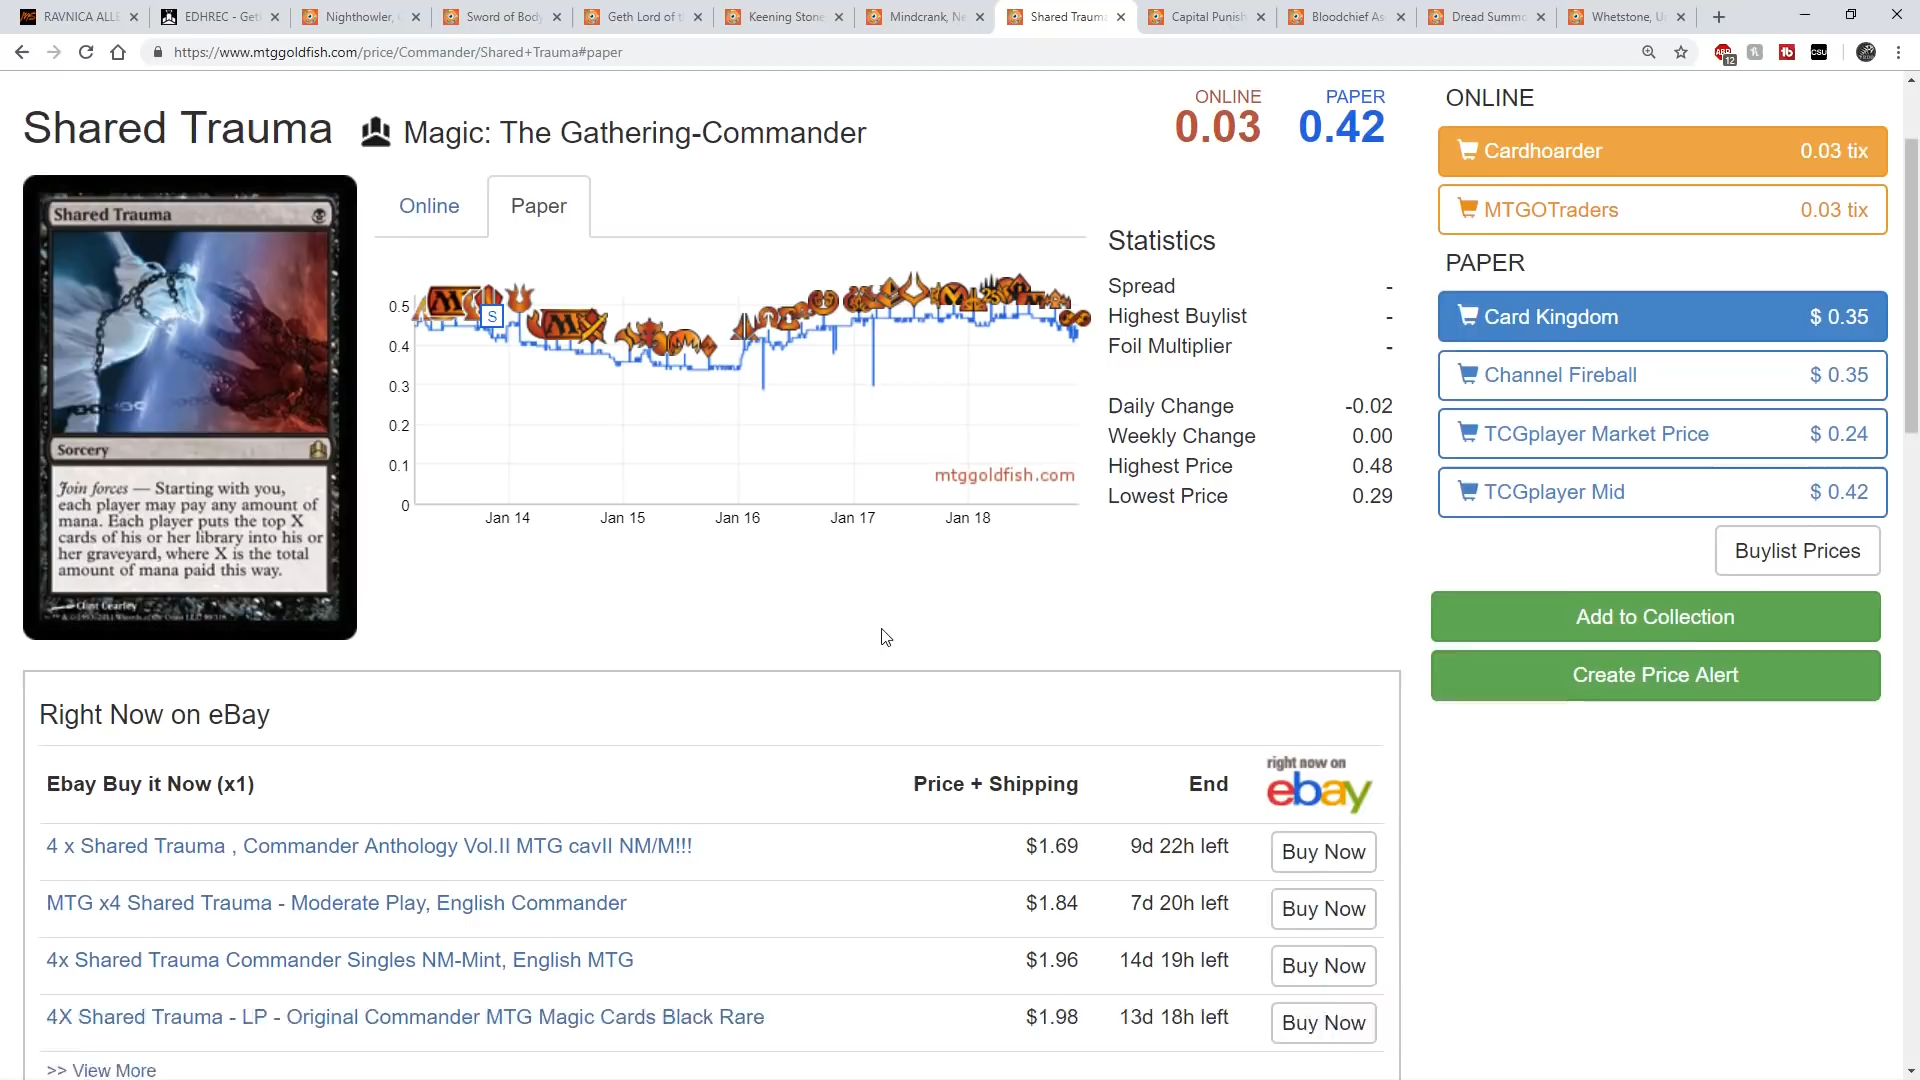 RAVNICA ALLE
EDHREC - Get
Nighthowler,
Sword of Body
Geth Lord of t
Keening Stone
Mindcrank, Ne
Shared Trauma
Capital Punish
Bloodchief As
Dread Summo
Whetstone, U
https://www.mtggoldfish.com/price/Commander/Shared+Trauma#paper
ABP
12
tb
CSU
Shared Trauma
Magic: The Gathering-Commander
ONLINE
0.03
PAPER
0.42
Shared Trauma
Sorcery
Join forces — Starting with you,
each player may pay any amount of
mana. Each player puts the top X
cards of his or her library into his or
her graveyard, where X is the total
amount of mana paid this way.
Clint Cearley
Online
Paper
0.5
0.4
0.3
0.2
0.1
0
S
mtggoldfish.com
Jan 14
Jan 15
Jan 16
Jan 17
Jan 18
Statistics
Spread -
Highest Buylist -
Foil Multiplier -
Daily Change -0.02
Weekly Change 0.00
Highest Price 0.48
Lowest Price 0.29
ONLINE
Cardhoarder 0.03 tix
MTGOTraders 0.03 tix
PAPER
Card Kingdom $ 0.35
Channel Fireball $ 0.35
TCGplayer Market Price $ 0.24
TCGplayer Mid $ 0.42
Buylist Prices
Add to Collection
Create Price Alert
Right Now on eBay
Ebay Buy it Now (x1) Price + Shipping End
right now on
ebay
4 x Shared Trauma , Commander Anthology Vol.II MTG cavII NM/M!!! $1.69 9d 22h left Buy Now
MTG x4 Shared Trauma - Moderate Play, English Commander $1.84 7d 20h left Buy Now
4x Shared Trauma Commander Singles NM-Mint, English MTG $1.96 14d 19h left Buy Now
4X Shared Trauma - LP - Original Commander MTG Magic Cards Black Rare $1.98 13d 18h left Buy Now
>> View More